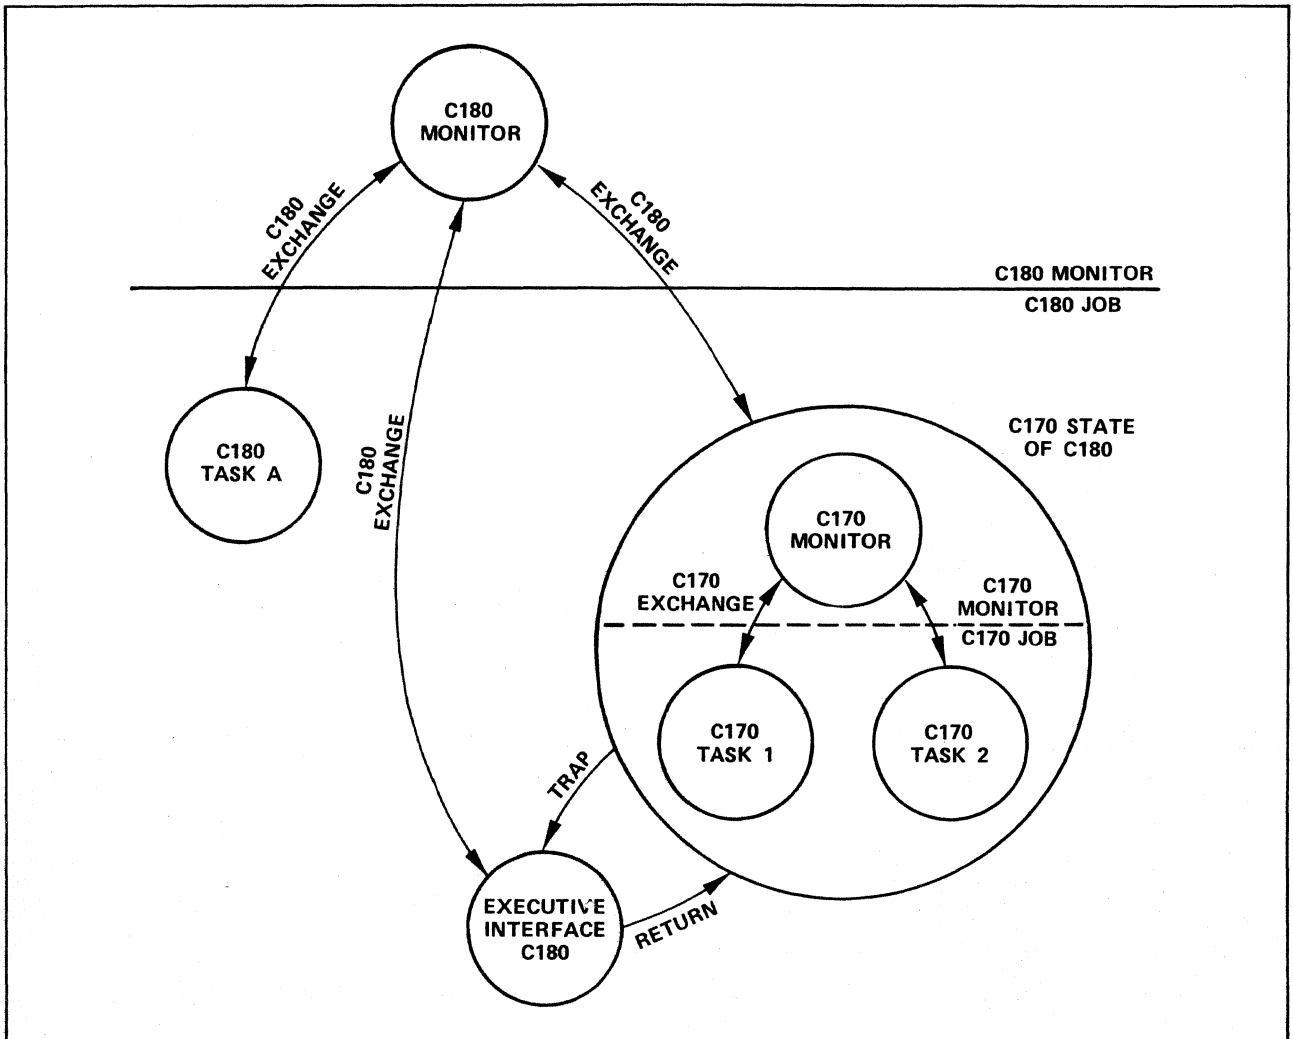 C180
MONITOR
C180
EXCHANGE
C180
EXCHANGE
C180 MONITOR
C180 JOB
C180
EXCHANGE
C180
TASK A
C170 STATE
OF C180
C170
MONITOR
C170
EXCHANGE
C170
MONITOR
C170 JOB
C170
TASK 1
C170
TASK 2
TRAP
EXECUTIVE
INTERFACE
C180
RETURN